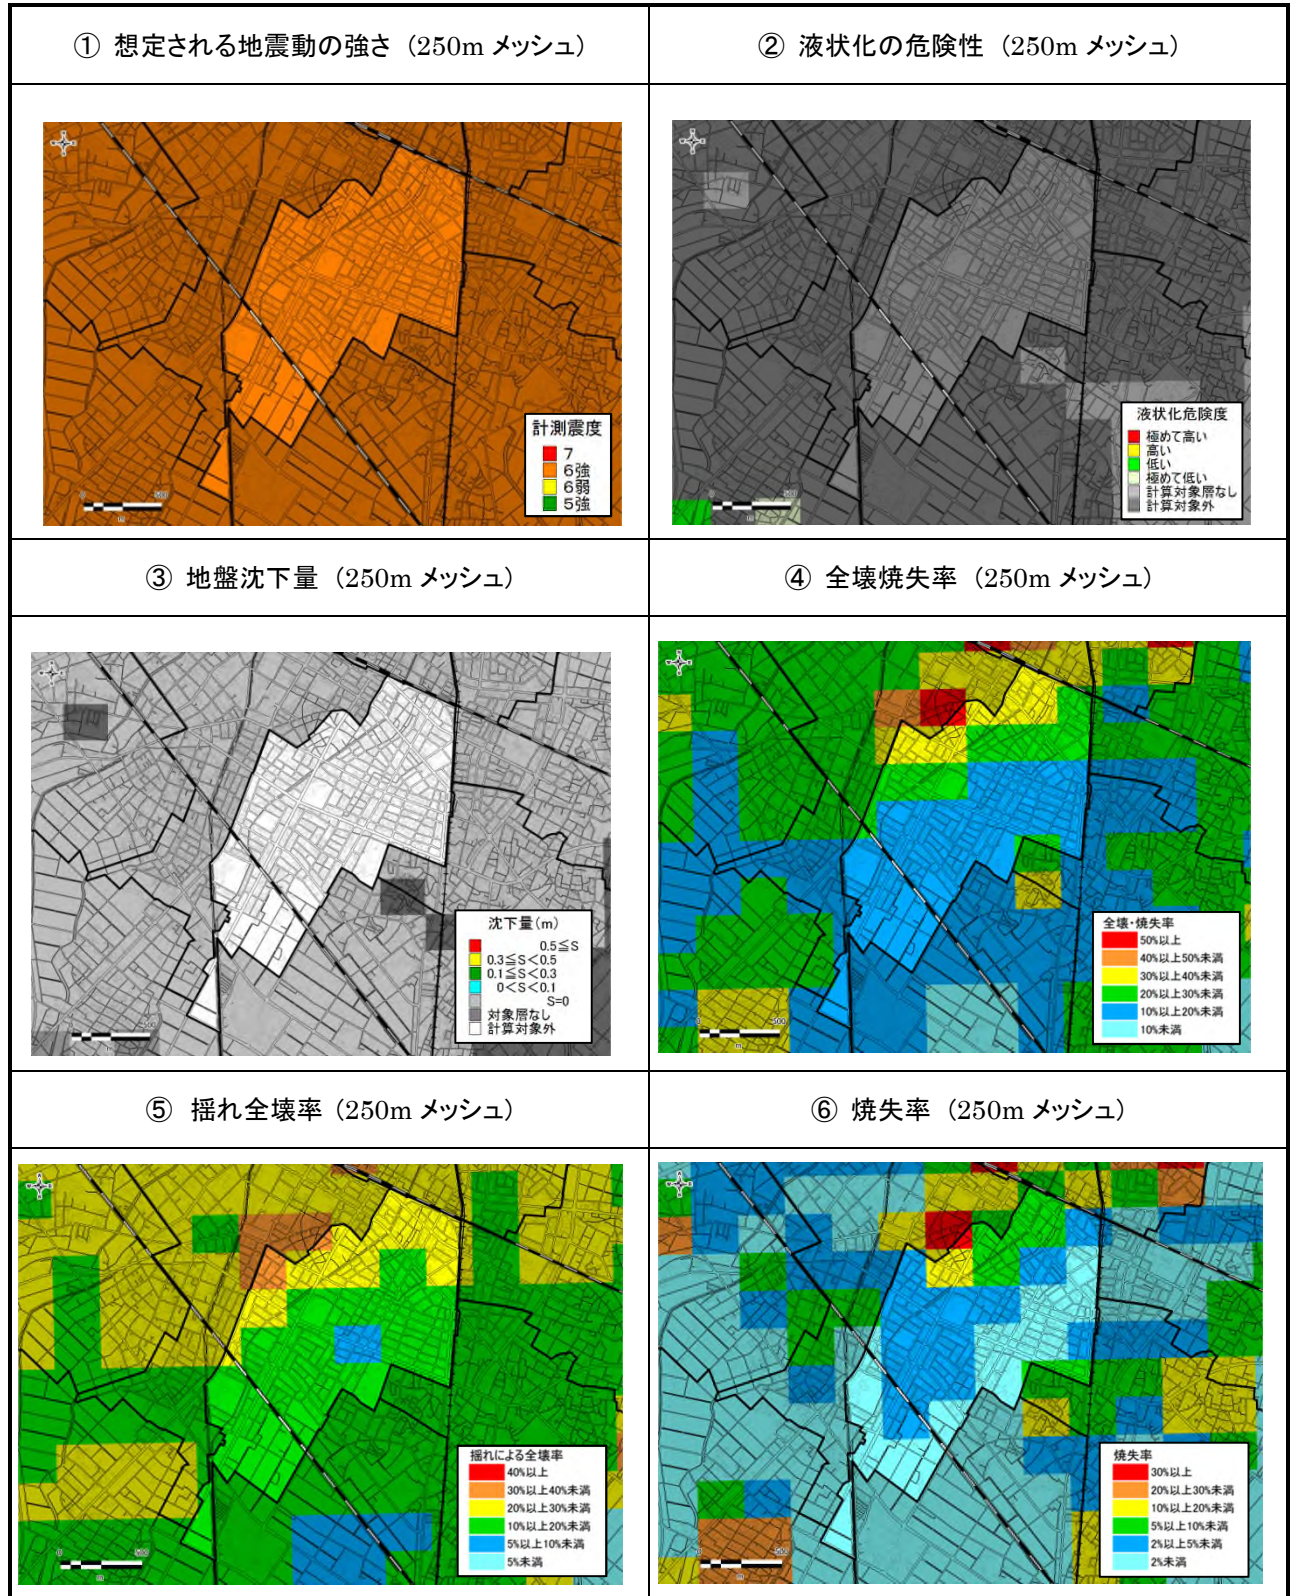 ① 想定される地震動の強さ (250m メッシュ)
② 液状化の危険性 (250m メッシュ)
計測震度
7
6強
6弱
5強
0 500
m
液状化危険度
極めて高い
高い
低い
極めて低い
計算対象層なし
計算対象外
0 500
m
③ 地盤沈下量 (250m メッシュ)
④ 全壊焼失率 (250m メッシュ)
沈下量(m)
0.5≦S
0.3≦S<0.5
0.1≦S<0.3
0<S<0.1
S=0
対象層なし
計算対象外
0 500
m
全壊・焼失率
50%以上
40%以上50%未満
30%以上40%未満
20%以上30%未満
10%以上20%未満
10%未満
0 500
m
⑤ 揺れ全壊率 (250m メッシュ)
⑥ 焼失率 (250m メッシュ)
揺れによる全壊率
40%以上
30%以上40%未満
20%以上30%未満
10%以上20%未満
5%以上10%未満
5%未満
0 500
m
焼失率
30%以上
20%以上30%未満
10%以上20%未満
5%以上10%未満
2%以上5%未満
2%未満
0 500
m